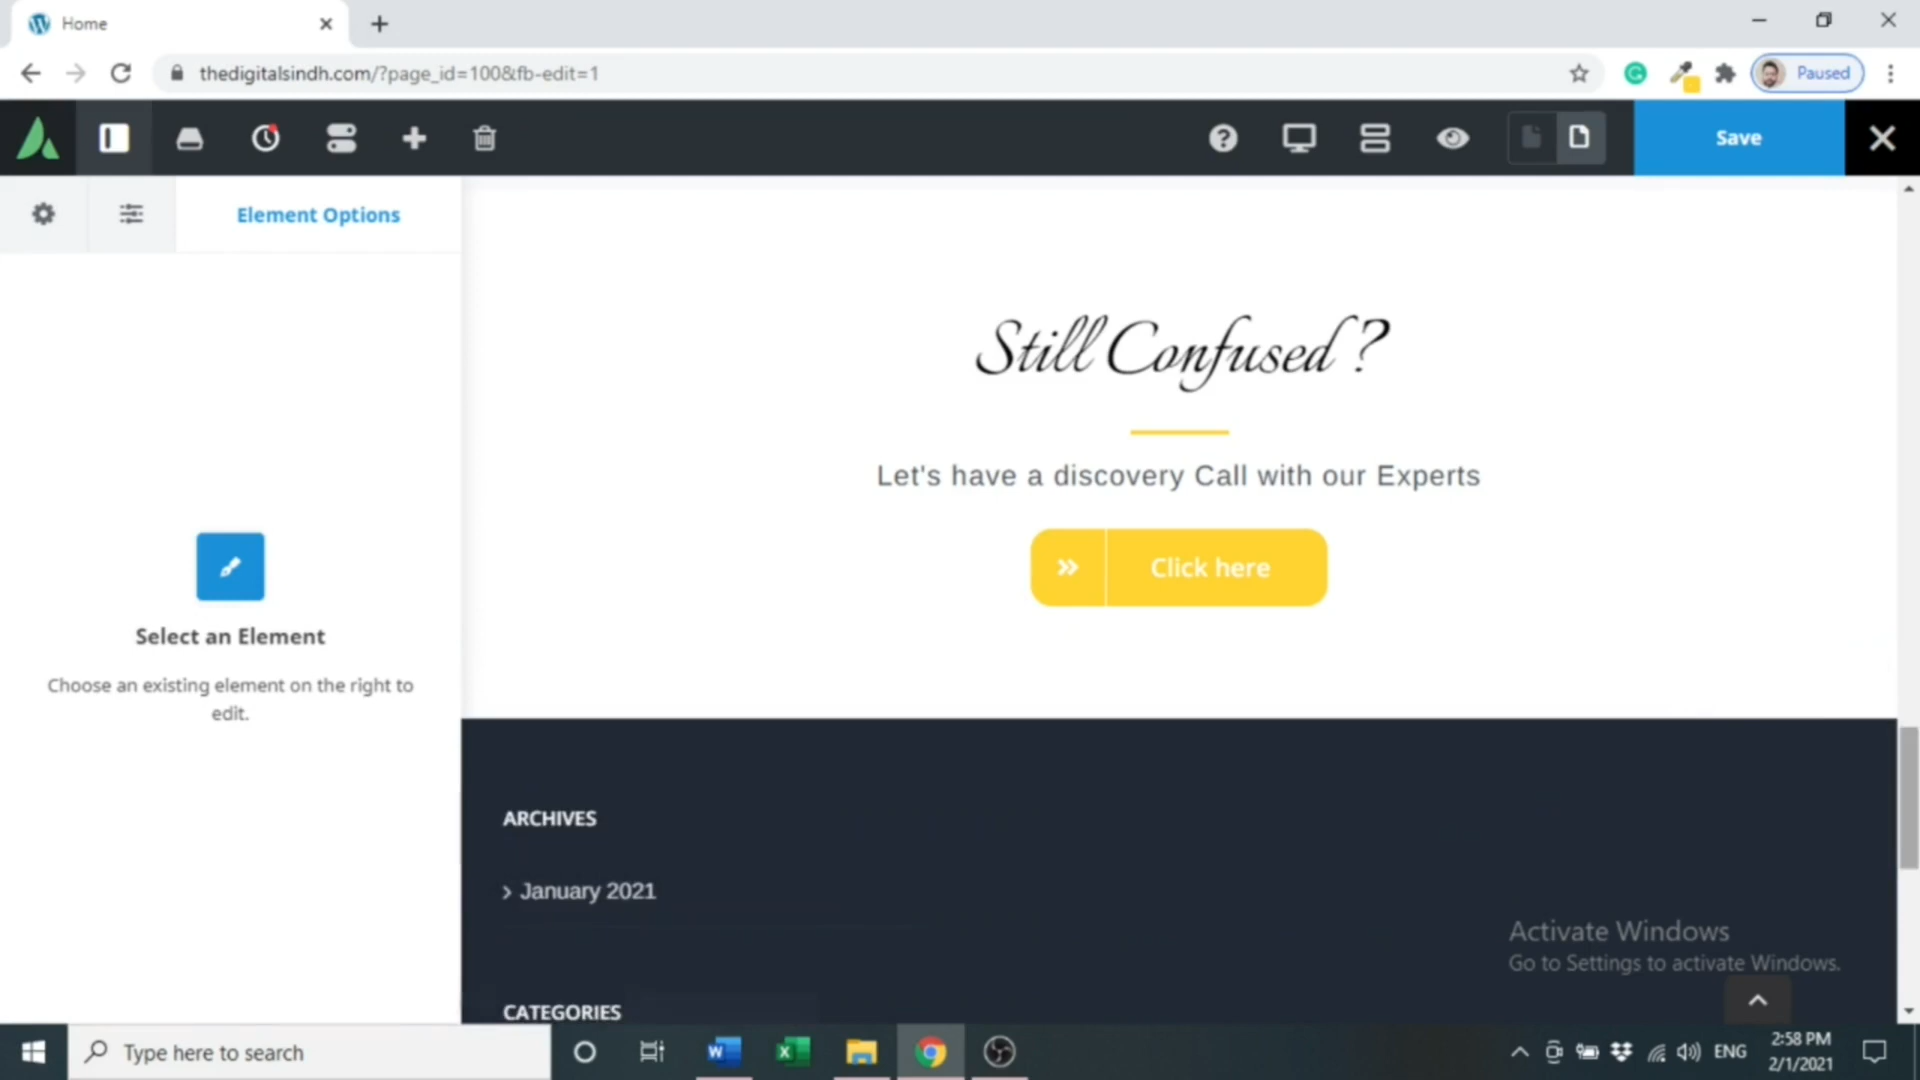 Home
thedigitalsindh.com/?page_id=100&fb-edit=1
Paused
Save
Element Options
Still Confused ?
Let's have a discovery Call with our Experts
Click here
Select an Element
Choose an existing element on the right to
edit.
ARCHIVES
January 2021
CATEGORIES
Activate Windows
Go to Settings to activate Windows.
Type here to search
ENG
2:58 PM
2/1/2021